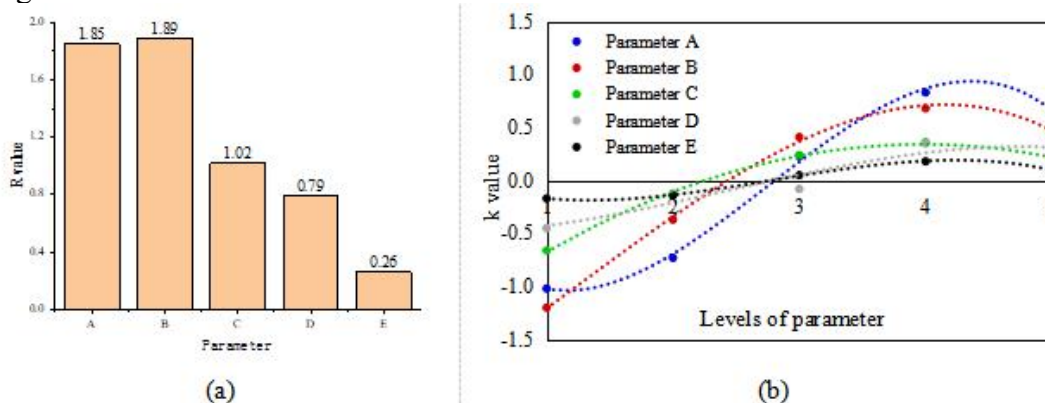 2.0
1.6
1.2
0.8
0.4
0.0
R value
1.85
1.89
1.02
0.79
0.26
A B C D E
Parameter
(a)
1.5
1.0
0.5
0.0
-0.5
-1.0
-1.5
k value
Parameter A
Parameter B
Parameter C
Parameter D
Parameter E
1 2 3 4
Levels of parameter
(b)